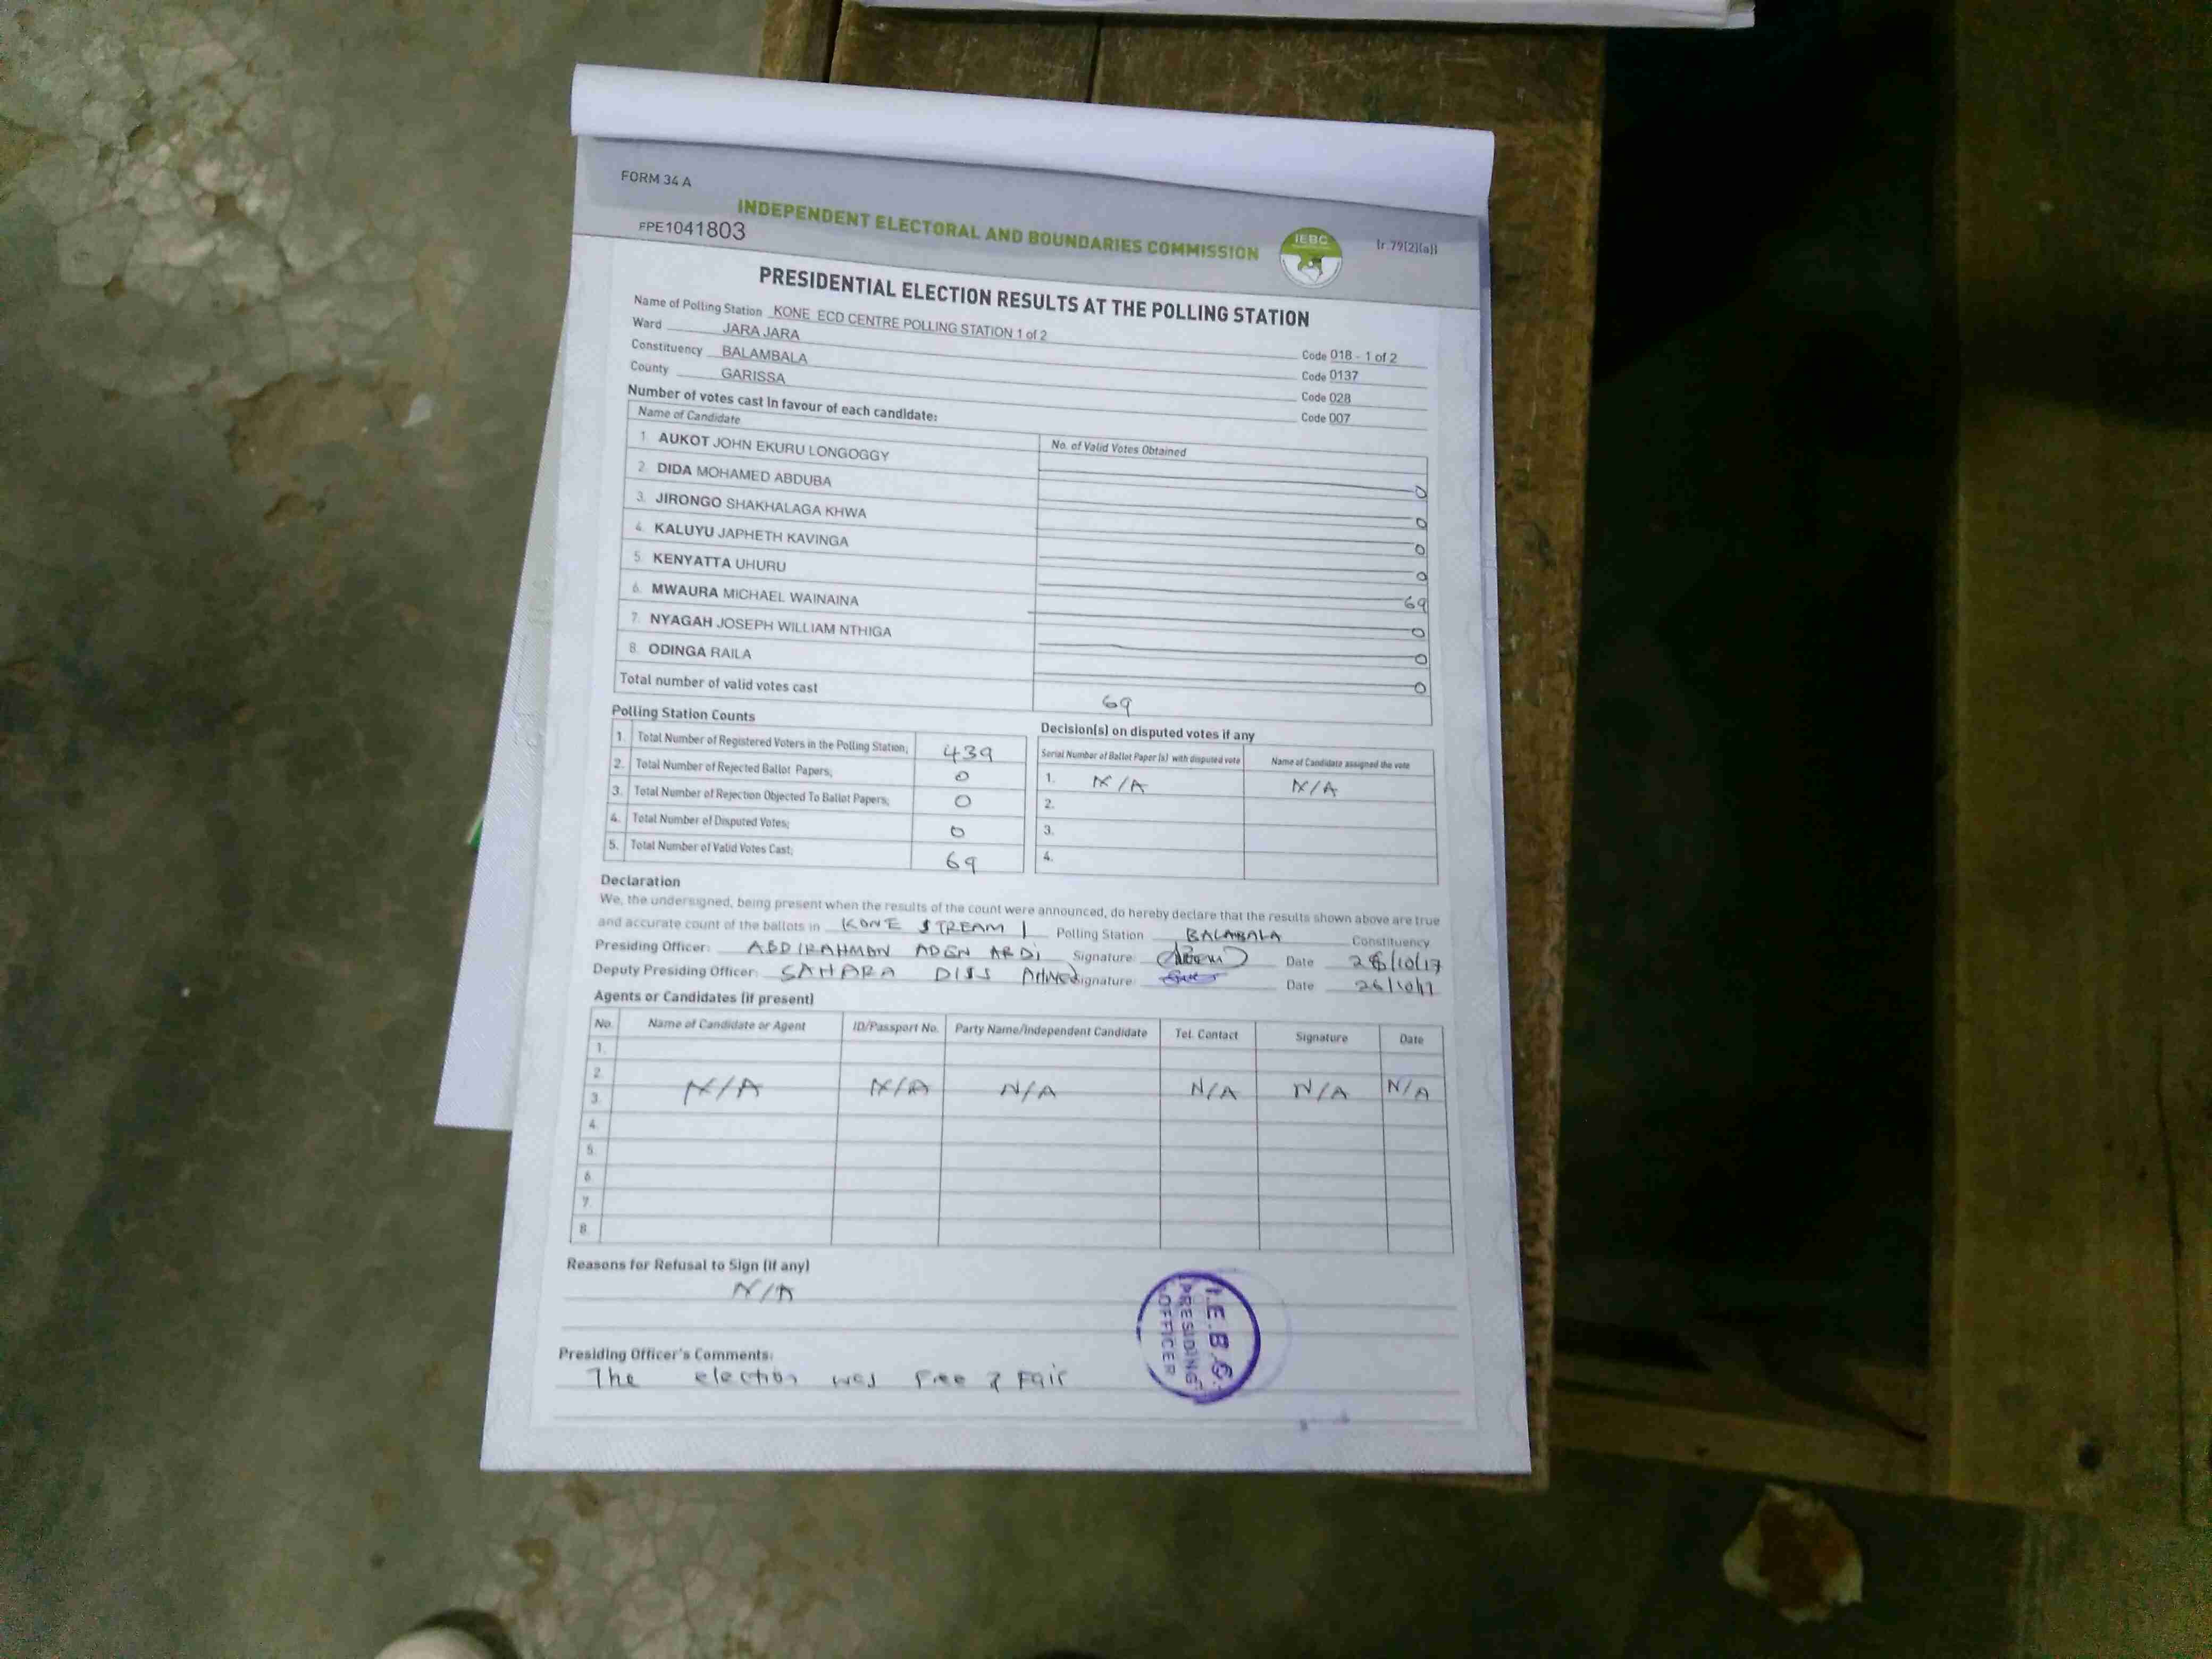 FORM 34 A
INDEPENDENT ELECTORAL AND BOUNDARIES COMMISSION
IEBC
(r.79(2)(a))
FPE1041803
PRESIDENTIAL ELECTION RESULTS AT THE POLLING STATION
Name of Polling Station KONE ECD CENTRE POLLING STATION 1 of 2 Code 018 - 1 of 2
Ward JARA JARA Code 0137
Constituency BALAMBALA Code 028
County GARISSA Code 007
Number of votes cast in favour of each candidate:
Name of Candidate No. of Valid Votes Obtained
1. AUKOT JOHN EKURU LONGOGGY 0
2. DIDA MOHAMED ABDUBA 0
3. JIRONGO SHAKHALAGA KHWA 0
4. KALUYU JAPHETH KAVINGA 0
5. KENYATTA UHURU 69
6. MWAURA MICHAEL WAINAINA 0
7. NYAGAH JOSEPH WILLIAM NTHIGA 0
8. ODINGA RAILA 0
Total number of valid votes cast 69
Polling Station Counts
1. Total Number of Registered Voters in the Polling Station; 439
2. Total Number of Rejected Ballot Papers; 0
3. Total Number of Rejection Objected To Ballot Papers; 0
4. Total Number of Disputed Votes; 0
5. Total Number of Valid Votes Cast; 69
Decision(s) on disputed votes if any
Serial Number of Ballot Paper (s) with disputed vote Name of Candidate assigned the vote
1. N/A N/A
2.
3.
4.
Declaration
We, the undersigned, being present when the results of the count were announced, do hereby declare that the results shown above are true
and accurate count of the ballots in KONE STREAM 1 Polling Station BALAMBALA Constituency
Presiding Officer: ABDIRAHMAN ADEN ABDI Signature: Date 26/10/17
Deputy Presiding Officer: SAHARA DISS Signature: Date 26/10/17
Agents or Candidates (if present)
No. Name of Candidate or Agent ID/Passport No. Party Name/Independent Candidate Tel. Contact Signature Date
1.
2.
3. N/A N/A N/A N/A N/A N/A
4.
5.
6.
7.
8.
Reasons for Refusal to Sign (if any)
N/A
I.E.B.C.
PRESIDING
OFFICER
Presiding Officer's Comments:
The election was Free & Fair